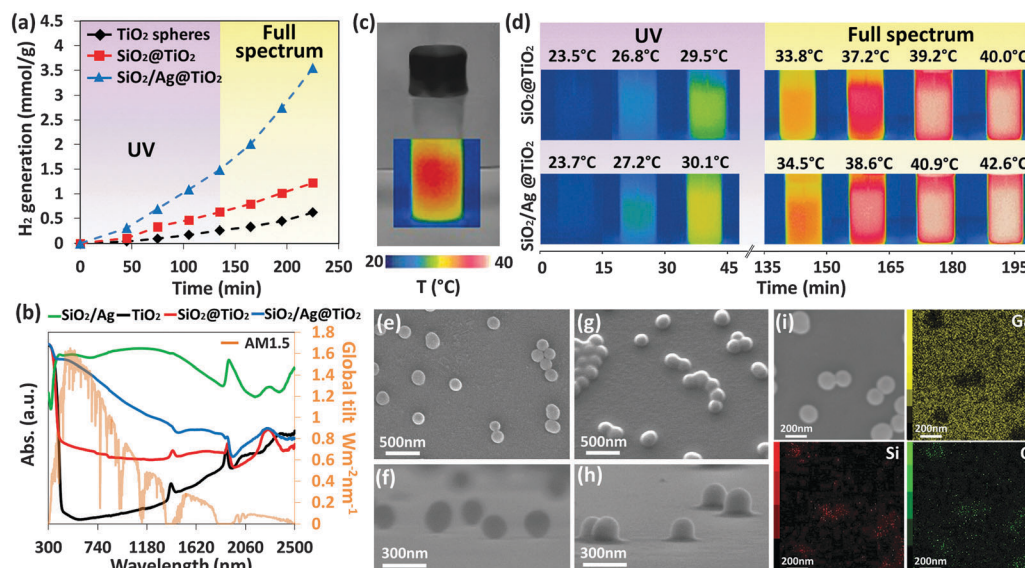 (a)
UV
Full
spectrum
TiO₂ spheres
SiO₂@TiO₂
SiO₂/Ag@TiO₂
H₂ generation (mmol/g)
4
3.5
3
2.5
2
1.5
1
0.5
0
0 50 100 150 200 250
Time (min)
(c)
20 40
T (°C)
(d)
UV Full spectrum
SiO₂@TiO₂
23.5°C 26.8°C 29.5°C 33.8°C 37.2°C 39.2°C 40.0°C
SiO₂/Ag @TiO₂
23.7°C 27.2°C 30.1°C 34.5°C 38.6°C 40.9°C 42.6°C
0 15 30 45 135 165 180 195
Time (min)
(b)
SiO₂/Ag TiO₂ SiO₂@TiO₂ SiO₂/Ag@TiO₂
AM1.5
Abs. (a.u.)
1.8
1.6
1.4
1.2
1
0.8
0.6
0.4
0.2
0
Global tilt Wm⁻²nm⁻¹
300 740 1180 1620 2060 2500
Wavelength (nm)
(e)
500nm
(f)
300nm
(g)
500nm
(h)
300nm
(i)
200nm
200nm
Si
200nm
200nm